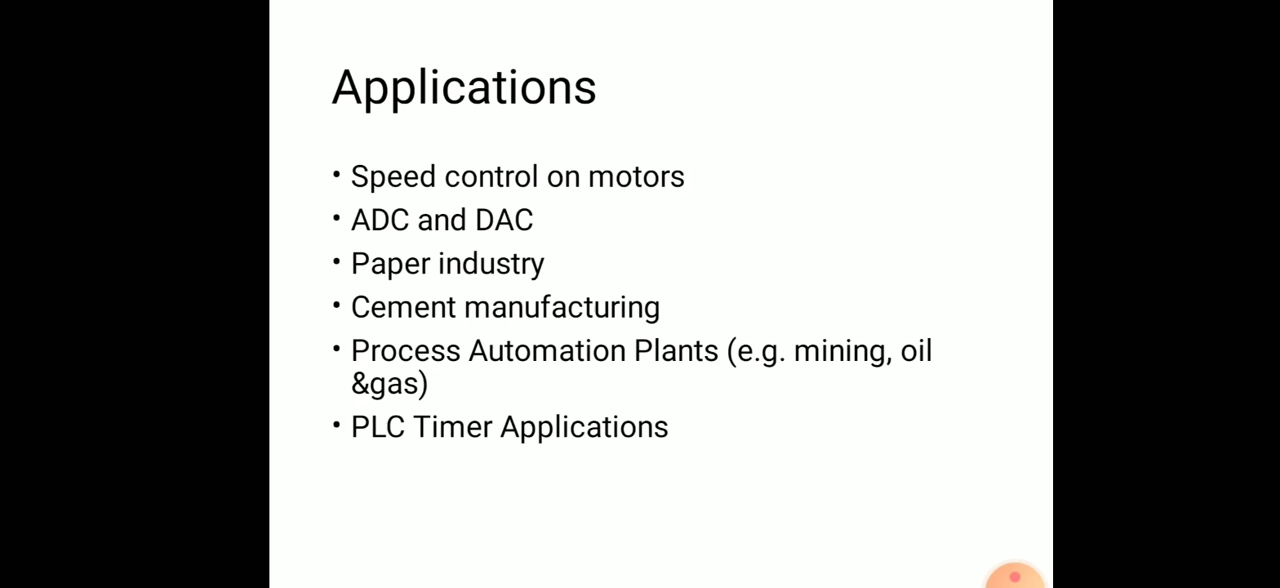 Applications
• Speed control on motors
• ADC and DAC
• Paper industry
• Cement manufacturing
• Process Automation Plants (e.g. mining, oil
&gas)
• PLC Timer Applications